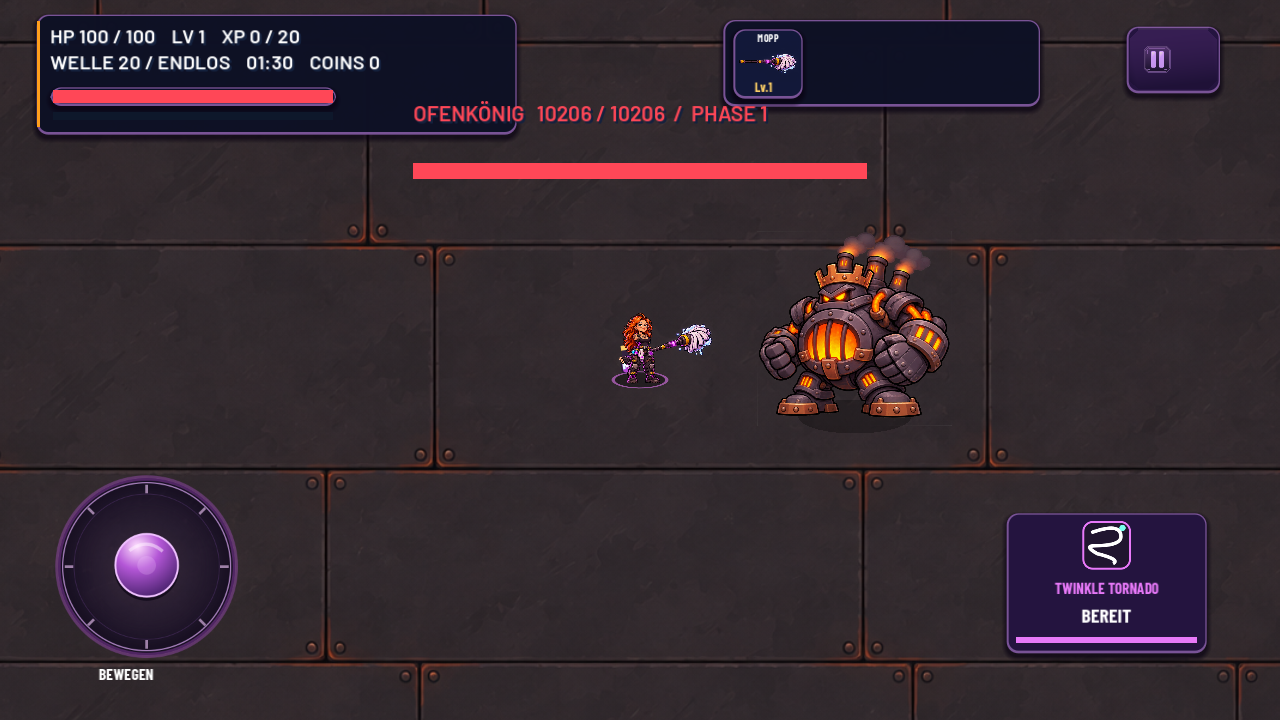 HP 100 / 100 LV 1 XP 0 / 20
WELLE 20 / ENDLOS 01:30 COINS 0
MOPP
Lv.1
OFENKÖNIG 10206 / 10206 / PHASE 1
BEWEGEN
TWINKLE TORNADO
BEREIT